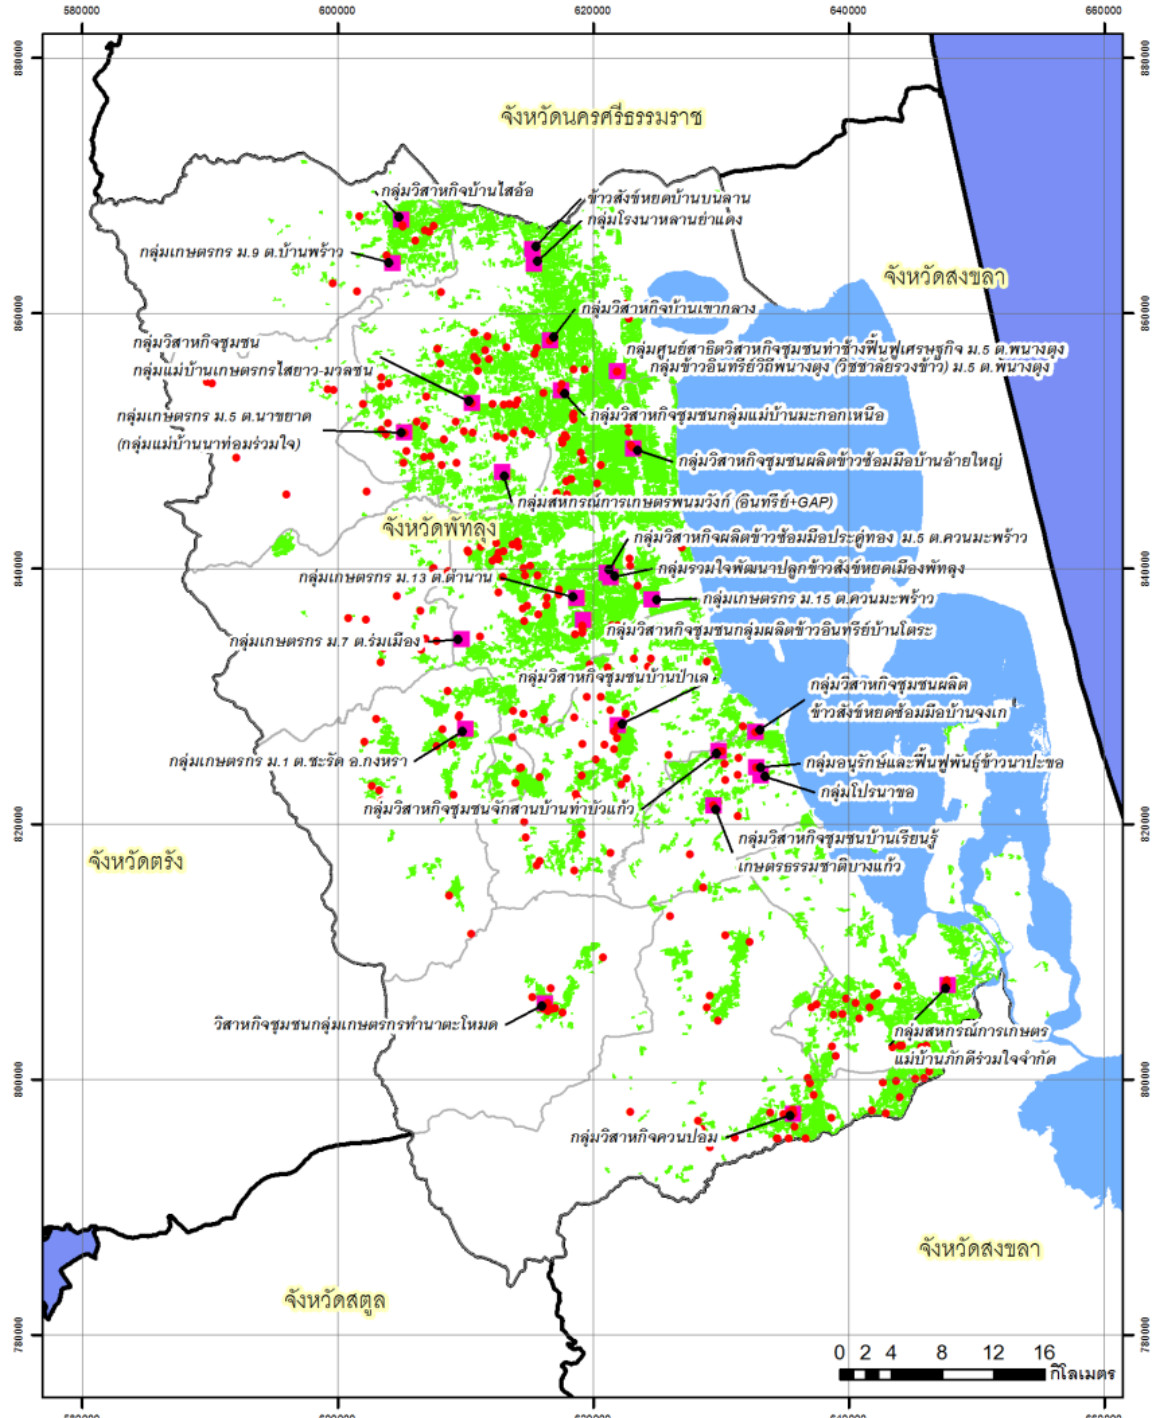 580000 600000 620000 640000 660000
880000 880000
จังหวัดนครศรีธรรมราช
กลุ่มวิสาหกิจบ้านไสอ้อ
ข้าวสังข์หยดบ้านบนลาน
กลุ่มโรงนาหลานย่าแดง
กลุ่มเกษตรกร ม.9 ต.บ้านพร้าว
จังหวัดสงขลา
860000 860000
กลุ่มวิสาหกิจบ้านเขากลาง
กลุ่มวิสาหกิจชุมชน
กลุ่มแม่บ้านเกษตรกรไสยาว-มวลชน
กลุ่มศูนย์สาธิตวิสาหกิจชุมชนท่าช้างฟื้นฟูเศรษฐกิจ ม.5 ต.พนางตุง
กลุ่มข้าวอินทรีย์วิถีพนางตุง (วิชชาลัยรวงข้าว) ม.5 ต.พนางตุง
กลุ่มเกษตรกร ม.5 ต.นาขยาด
(กลุ่มแม่บ้านนาท่อมร่วมใจ)
กลุ่มวิสาหกิจชุมชนกลุ่มแม่บ้านมะกอกเหนือ
กลุ่มวิสาหกิจชุมชนผลิตข้าวซ้อมมือบ้านอ้ายใหญ่
กลุ่มสหกรณ์การเกษตรพนมวังก์ (อินทรีย์+GAP)
จังหวัดพัทลุง
กลุ่มวิสาหกิจผลิตข้าวซ้อมมือประดู่ทอง ม.5 ต.ควนมะพร้าว
840000 840000
กลุ่มรวมใจพัฒนาปลูกข้าวสังข์หยดเมืองพัทลุง
กลุ่มเกษตรกร ม.13 ต.ตำนาน
กลุ่มเกษตรกร ม.15 ต.ควนมะพร้าว
กลุ่มวิสาหกิจชุมชนกลุ่มผลิตข้าวอินทรีย์บ้านโตระ
กลุ่มเกษตรกร ม.7 ต.ร่มเมือง
กลุ่มวิสาหกิจชุมชนบ้านป่าเล
กลุ่มวิสาหกิจชุมชนผลิต
ข้าวสังข์หยดซ้อมมือบ้านจงเก
กลุ่มเกษตรกร ม.1 ต.ชะรัด อ.กงหรา
กลุ่มอนุรักษ์และฟื้นฟูพันธุ์ข้าวนาปะขอ
กลุ่มโปรนาขอ
กลุ่มวิสาหกิจชุมชนจักสานบ้านท่าบัวแก้ว
820000 820000
กลุ่มวิสาหกิจชุมชนบ้านเรียนรู้
เกษตรธรรมชาติบางแก้ว
จังหวัดตรัง
วิสาหกิจชุมชนกลุ่มเกษตรกรทำนาตะโหมด
กลุ่มสหกรณ์การเกษตร
แม่บ้านภักดีร่วมใจจำกัด
800000 800000
กลุ่มวิสาหกิจควนปอม
จังหวัดสงขลา
จังหวัดสตูล
780000 780000
0 2 4 8 12 16
กิโลเมตร
580000 600000 620000 640000 660000